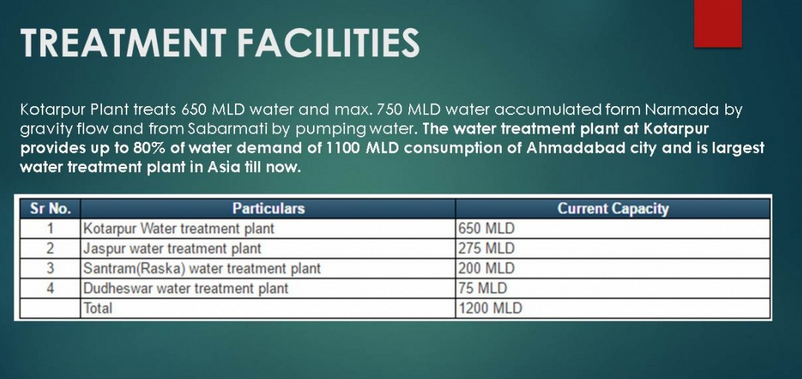 TREATMENT FACILITIES
Kotarpur Plant treats 650 MLD water and max. 750 MLD water accumulated form Narmada by
gravity flow and from Sabarmati by pumping water. The water treatment plant at Kotarpur
provides up to 80% of water demand of 1100 MLD consumption of Ahmadabad city and is largest
water treatment plant in Asia till now.
Sr No. Particulars Current Capacity
1 Kotarpur Water treatment plant 650 MLD
2 Jaspur water treatment plant 275 MLD
3 Santram(Raska) water treatment plant 200 MLD
4 Dudheswar water treatment plant 75 MLD
Total 1200 MLD